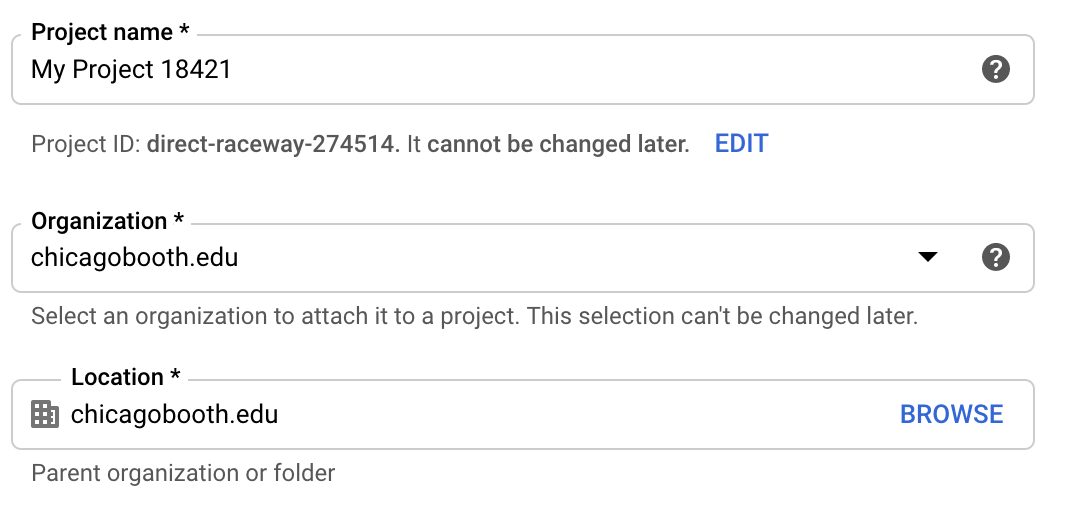 Project name *
My Project 18421
Project ID: direct-raceway-274514. It cannot be changed later. EDIT
Organization *
chicagobooth.edu
Select an organization to attach it to a project. This selection can't be changed later.
Location *
chicagobooth.edu BROWSE
Parent organization or folder